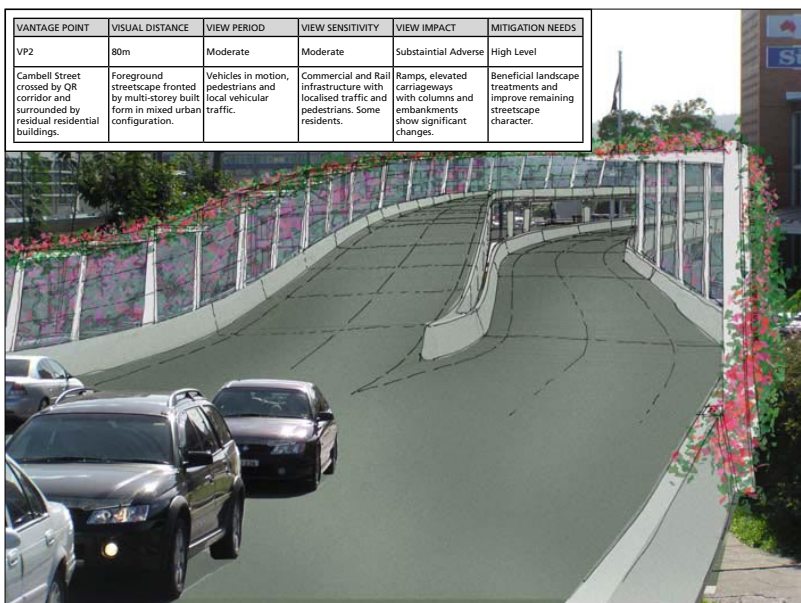 VANTAGE POINT VISUAL DISTANCE VIEW PERIOD VIEW SENSITIVITY VIEW IMPACT MITIGATION NEEDS
VP2 80m Moderate Moderate Substaintial Adverse High Level
Cambell Street
crossed by QR
corridor and
surrounded by
residual residential
buildings.
Foreground
streetscape fronted
by multi-storey built
form in mixed urban
configuration.
Vehicles in motion,
pedestrians and
local vehicular
traffic.
Commercial and Rail
infrastructure with
localised traffic and
pedestrians. Some
residents.
Ramps, elevated
carriageways
with columns and
embankments
show significant
changes.
Beneficial landscape
treatments and
improve remaining
streetscape
character.